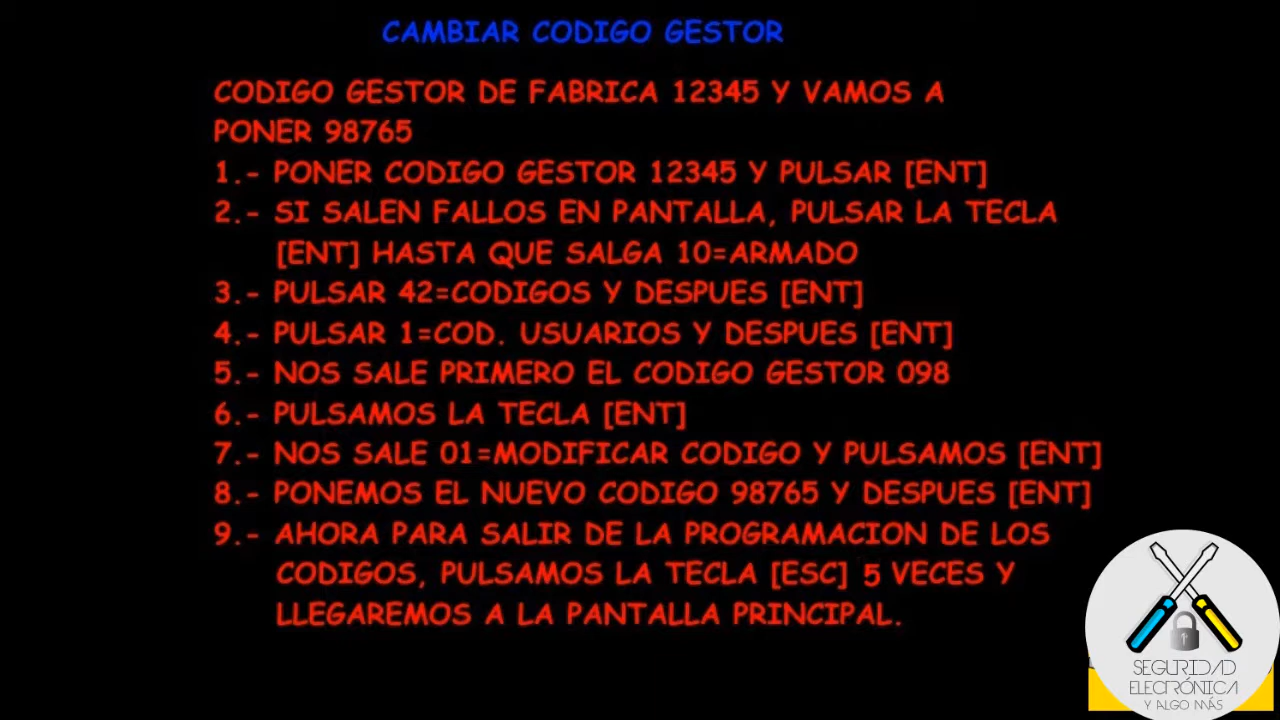 CAMBIAR CODIGO GESTOR
CODIGO GESTOR DE FABRICA 12345 Y VAMOS A
PONER 98765
1.- PONER CODIGO GESTOR 12345 Y PULSAR [ENT]
2.- SI SALEN FALLOS EN PANTALLA, PULSAR LA TECLA
[ENT] HASTA QUE SALGA 10=ARMADO
3.- PULSAR 42=CODIGOS Y DESPUES [ENT]
4.- PULSAR 1=COD. USUARIOS Y DESPUES [ENT]
5.- NOS SALE PRIMERO EL CODIGO GESTOR 098
6.- PULSAMOS LA TECLA [ENT]
7.- NOS SALE 01=MODIFICAR CODIGO Y PULSAMOS [ENT]
8.- PONEMOS EL NUEVO CODIGO 98765 Y DESPUES [ENT]
9.- AHORA PARA SALIR DE LA PROGRAMACION DE LOS
CODIGOS, PULSAMOS LA TECLA [ESC] 5 VECES Y
LLEGAREMOS A LA PANTALLA PRINCIPAL.
SEGURIDAD
ELECTRÓNICA
Y ALGO MÁS